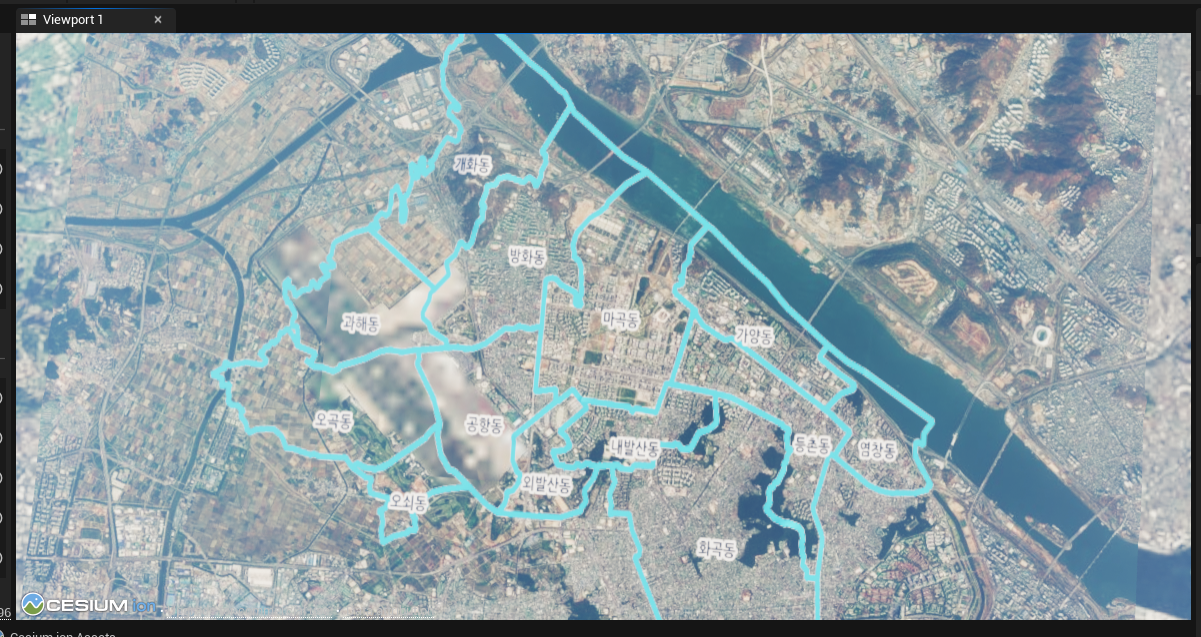 Viewport 1
개화동
방화동
과해동
마곡동
가양동
오곡동
공항동
내발산동
등촌동
염창동
외발산동
오쇠동
화곡동
CESIUM ion
96
Cesium ion Assets